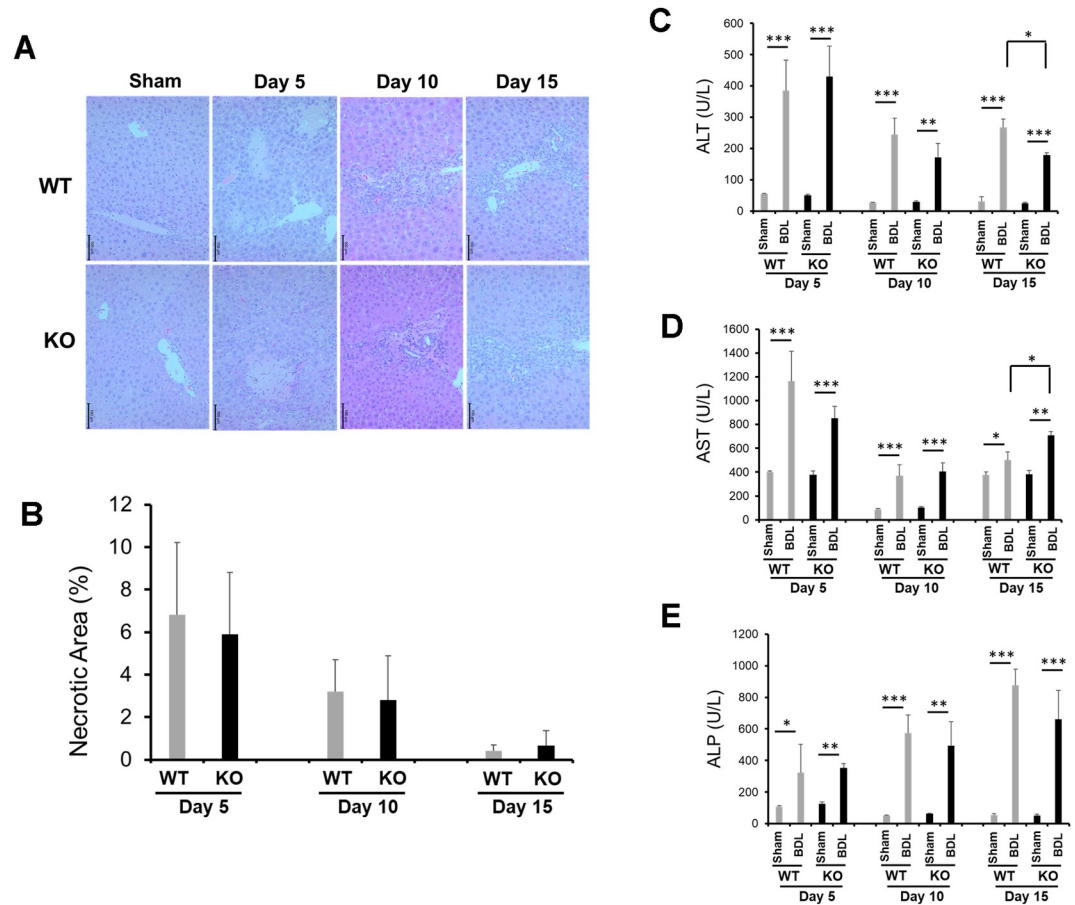 A
Sham Day 5 Day 10 Day 15
WT
KO
B
Necrotic Area (%)
12
10
8
6
4
2
0
WT KO WT KO WT KO
Day 5 Day 10 Day 15
C
ALT (U/L)
600
500
400
300
200
100
0
*** *** *** ** *** *** *
Sham BDL Sham BDL Sham BDL Sham BDL Sham BDL Sham BDL
WT KO WT KO WT KO
Day 5 Day 10 Day 15
D
AST (U/L)
1600
1400
1200
1000
800
600
400
200
0
*** *** *** *** * ** *
Sham BDL Sham BDL Sham BDL Sham BDL Sham BDL Sham BDL
WT KO WT KO WT KO
Day 5 Day 10 Day 15
E
ALP (U/L)
1200
1000
800
600
400
200
0
* ** *** ** *** ***
Sham BDL Sham BDL Sham BDL Sham BDL Sham BDL Sham BDL
WT KO WT KO WT KO
Day 5 Day 10 Day 15